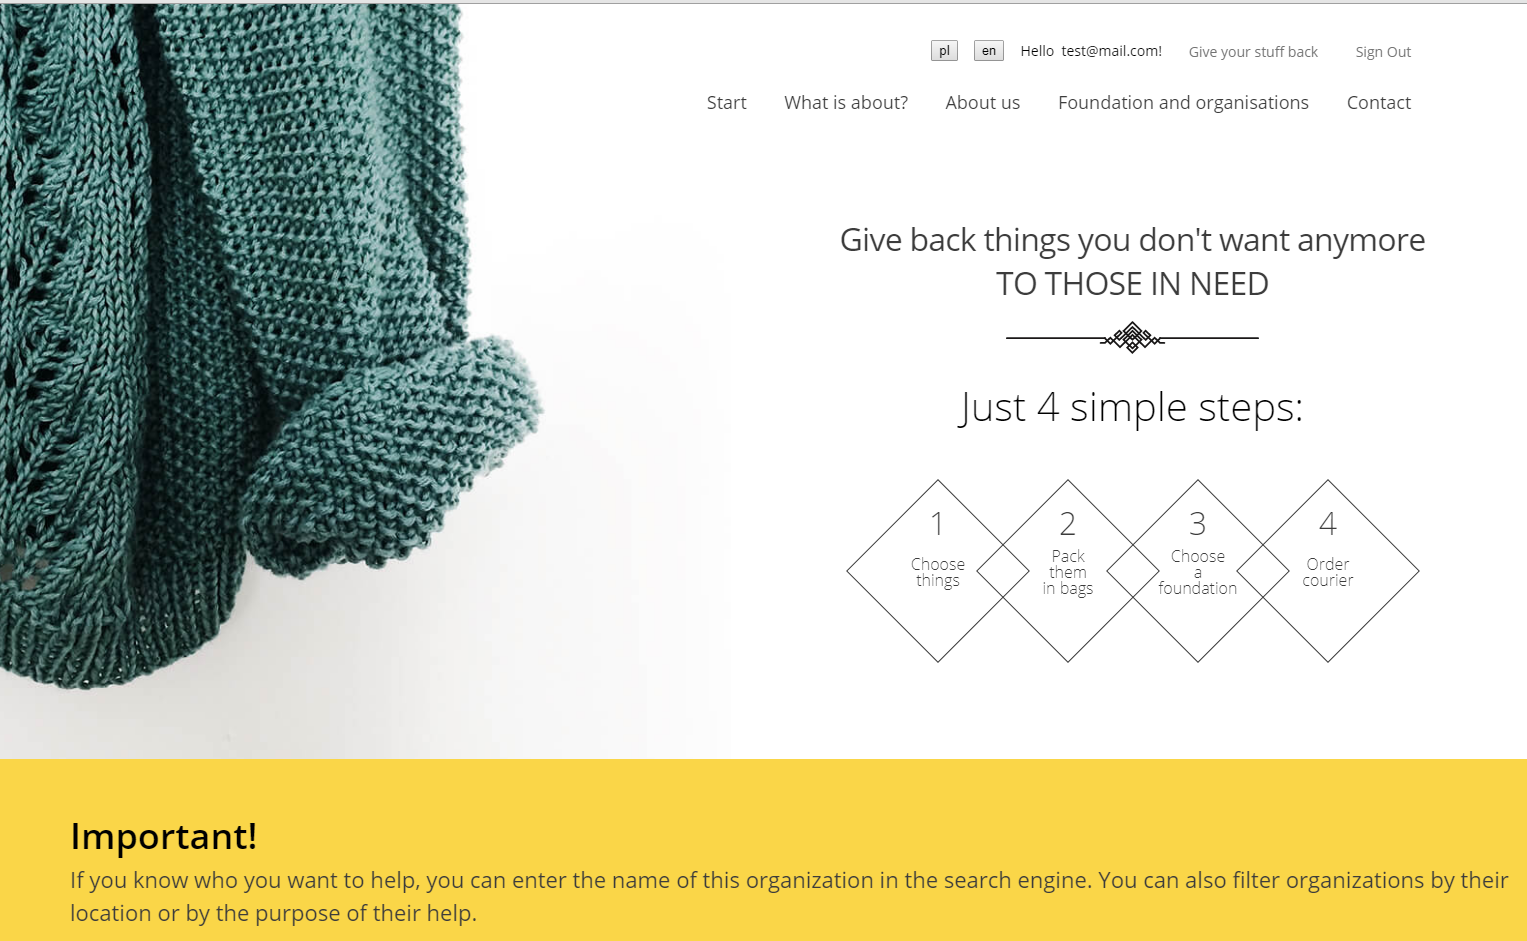 pl en Hello test@mail.com! Give your stuff back Sign Out
Start What is about? About us Foundation and organisations Contact
Give back things you don't want anymore
TO THOSE IN NEED
Just 4 simple steps:
1
Choose
things
2
Pack
them
in bags
3
Choose
a
foundation
4
Order
courier
Important!
If you know who you want to help, you can enter the name of this organization in the search engine. You can also filter organizations by their
location or by the purpose of their help.